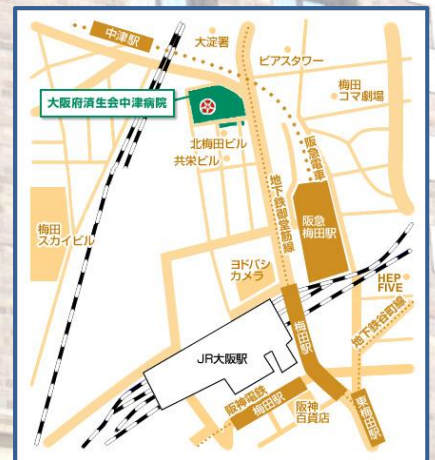 中津駅
大淀署
ピアスタワー
梅田
コマ劇場
大阪府済生会中津病院
北梅田ビル
共栄ビル
阪急電車
地下鉄御堂筋線
阪急
梅田駅
梅田
スカイビル
ヨドバシ
カメラ
HEP
FIVE
地下鉄谷町線
梅田駅
JR大阪駅
阪神電鉄
梅田駅
阪神
百貨店
東梅田駅